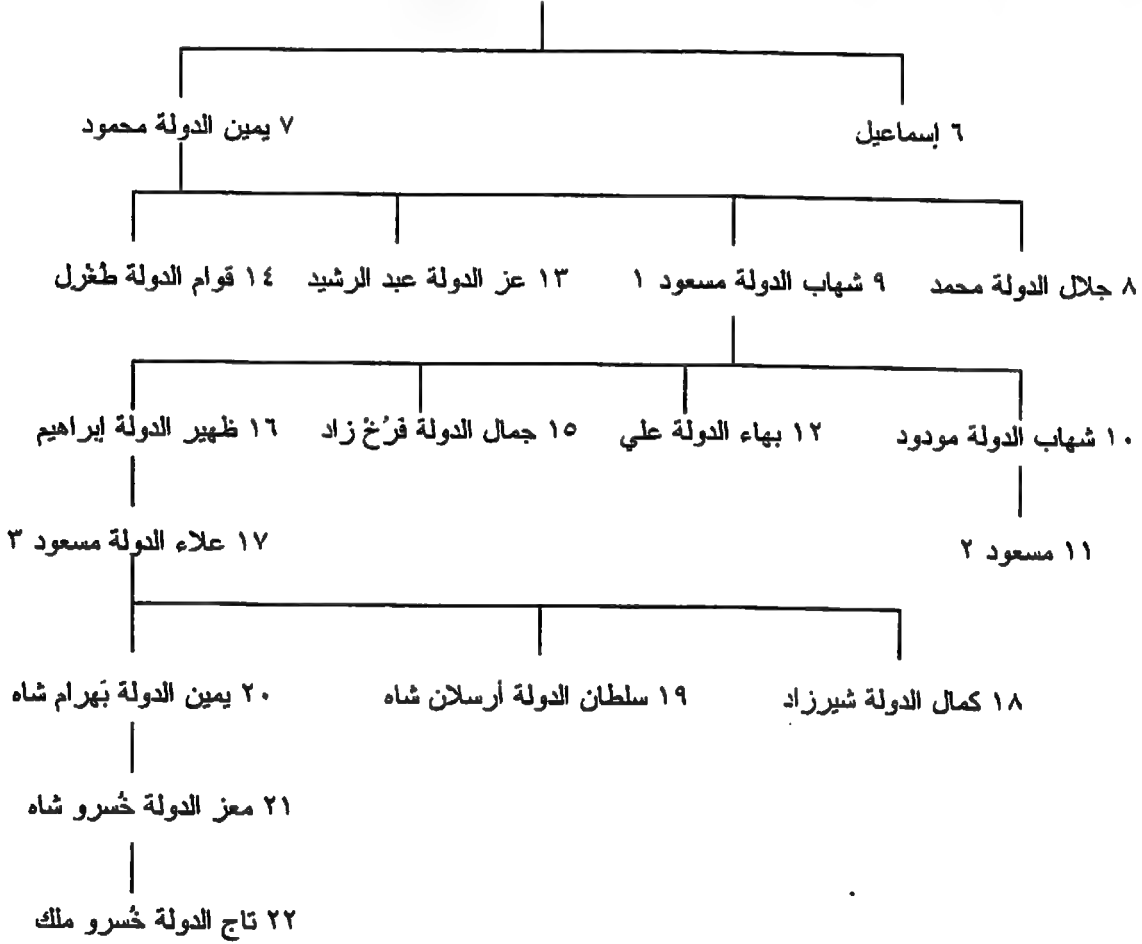 ٦ إسماعيل
٧ يمين الدولة محمود
٨ جلال الدولة محمد
٩ شهاب الدولة مسعود ١
١٣ عز الدولة عبد الرشيد
١٤ قوام الدولة طُغْرِل
١٠ شهاب الدولة مودود
١٢ بهاء الدولة علي
١٥ جمال الدولة فَرُخْ زاد
١٦ ظهير الدولة إبراهيم
١١ مسعود ٢
١٧ علاء الدولة مسعود ٣
١٨ كمال الدولة شيرزاد
١٩ سلطان الدولة أرسلان شاه
٢٠ يمين الدولة بَهرام شاه
٢١ معز الدولة خُسرو شاه
٢٢ تاج الدولة خُسرو ملك